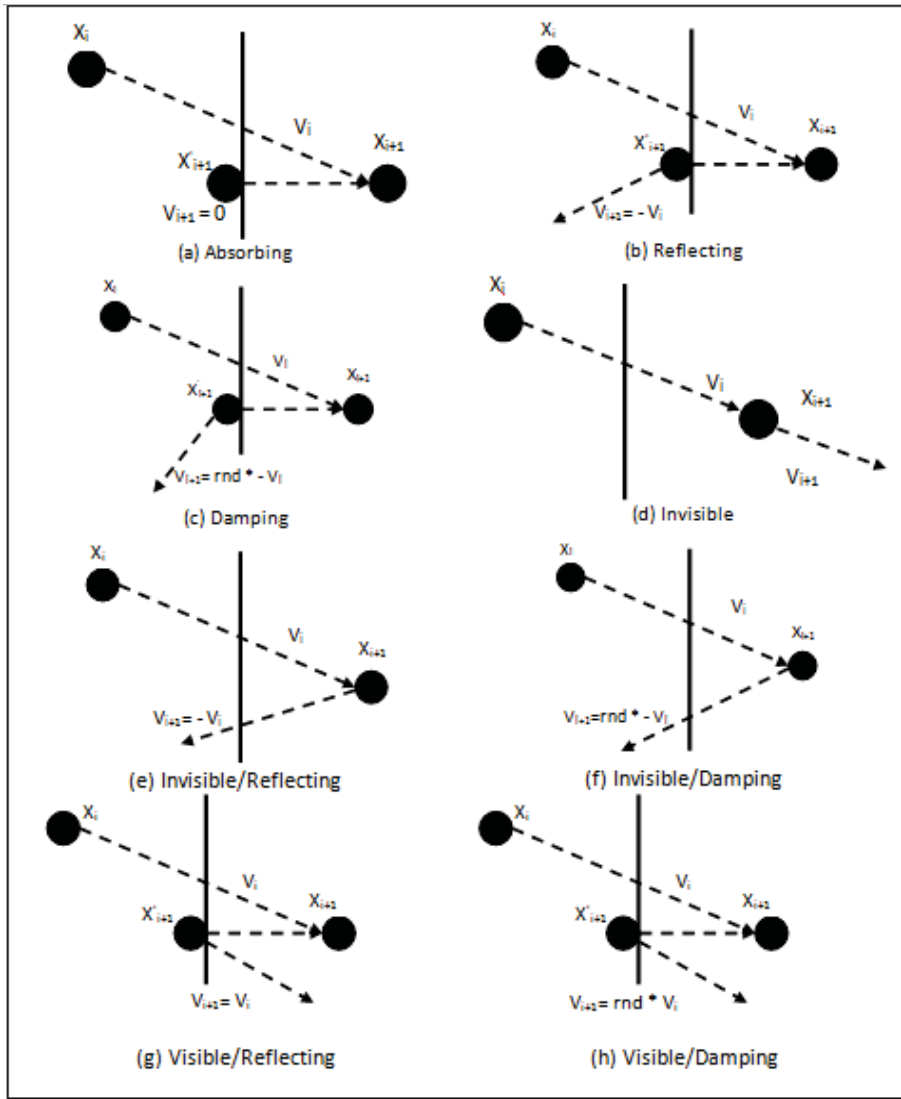 Xi
Vi
Xi+1
X'i+1
Vi+1 = 0
(a) Absorbing
Xi
Vi
Xi+1
X'i+1
Vi+1= - Vi
(b) Reflecting
Xi
Vi
Xi+1
X'i+1
Vi+1= rnd * - Vi
(c) Damping
Xi
Vi
Xi+1
Vi+1
(d) Invisible
Xi
Vi
Xi+1
Vi+1= - Vi
(e) Invisible/Reflecting
Xi
Vi
Xi+1
Vi+1=rnd * - Vi
(f) Invisible/Damping
Xi
Vi
Xi+1
X'i+1
Vi+1= Vi
(g) Visible/Reflecting
Xi
Vi
Xi+1
X'i+1
Vi+1= rnd * Vi
(h) Visible/Damping